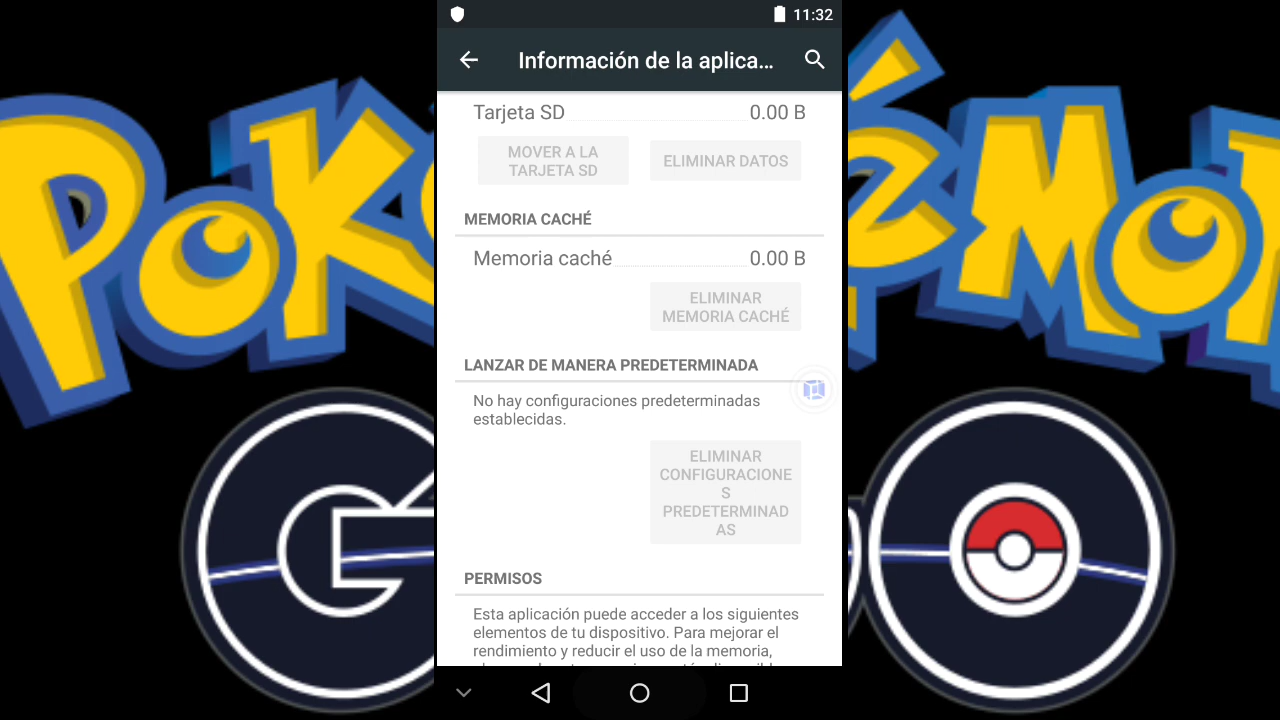 11:32
Información de la aplica...
Tarjeta SD 0.00 B
MOVER A LA
TARJETA SD
ELIMINAR DATOS
MEMORIA CACHÉ
Memoria caché 0.00 B
ELIMINAR
MEMORIA CACHÉ
LANZAR DE MANERA PREDETERMINADA
No hay configuraciones predeterminadas
establecidas.
ELIMINAR
CONFIGURACIONE
S
PREDETERMINAD
AS
PERMISOS
Esta aplicación puede acceder a los siguientes
elementos de tu dispositivo. Para mejorar el
rendimiento y reducir el uso de la memoria,